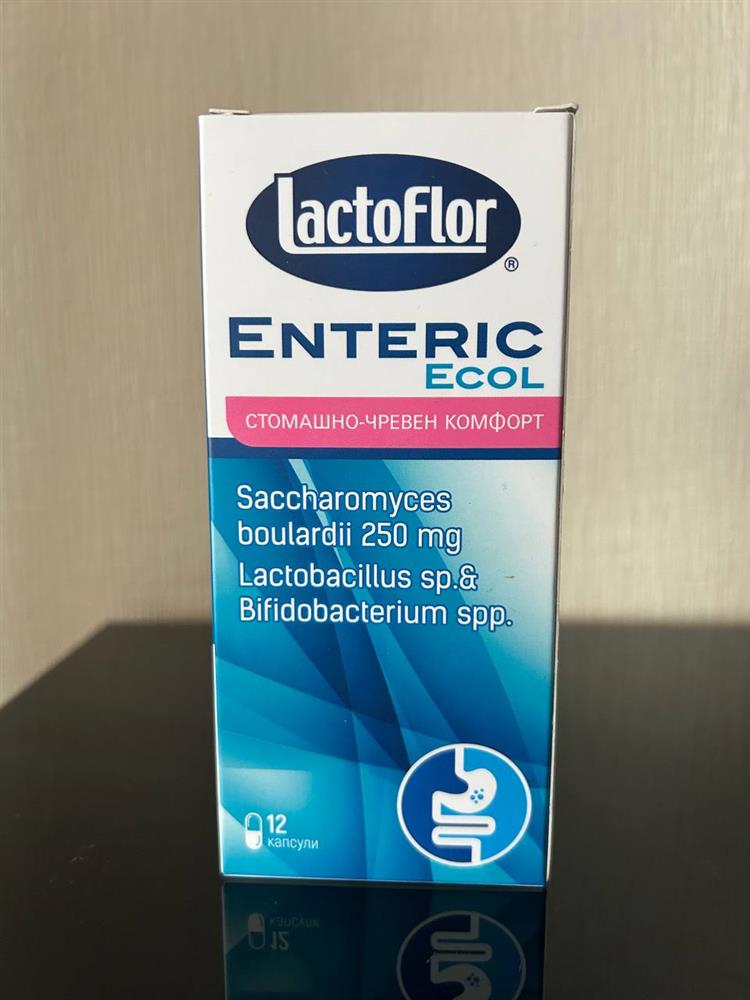 LactoFlor
®
ENTERIC
ECOL
СТОМАШНО-ЧРЕВЕН КОМФОРТ
Saccharomyces
boulardii 250 mg
Lactobacillus sp.&
Bifidobacterium spp.
12
капсули